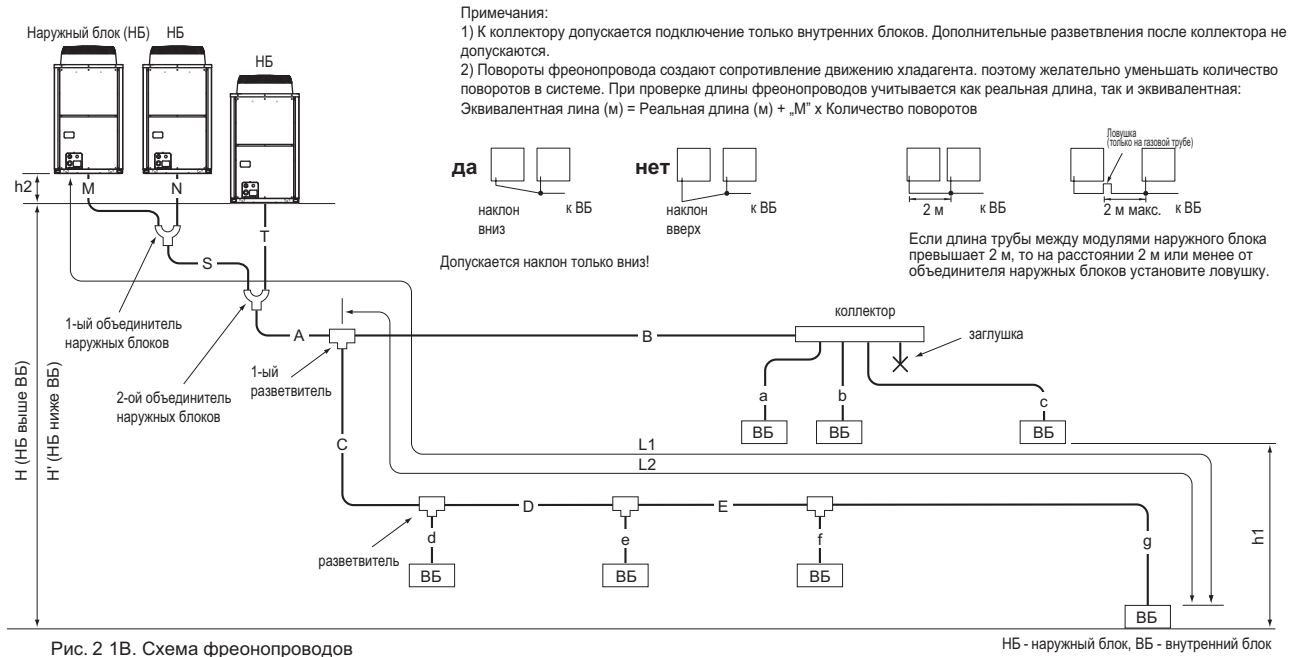 Примечания:
1) К коллектору допускается подключение только внутренних блоков. Дополнительные разветвления после коллектора не
допускаются.
2) Повороты фреонопровода создают сопротивление движению хладагента. поэтому желательно уменьшать количество
поворотов в системе. При проверке длины фреонопроводов учитывается как реальная длина, так и эквивалентная:
Эквивалентная лина (м) = Реальная длина (м) + „М" х Количество поворотов
Наружный блок (НБ)
НБ
НБ
h2
M
N
T
S
1-ый объединитель
наружных блоков
2-ой объединитель
наружных блоков
H (НБ выше ВБ)
H' (НБ ниже ВБ)
да
наклон
вниз
к ВБ
нет
наклон
вверх
к ВБ
Допускается наклон только вниз!
2 м
к ВБ
Ловушка
(только на газовой трубе)
2 м макс.
к ВБ
Если длина трубы между модулями наружного блока
превышает 2 м, то на расстоянии 2 м или менее от
объединителя наружных блоков установите ловушку.
A
1-ый
разветвитель
B
коллектор
заглушка
a
b
c
ВБ
ВБ
ВБ
C
L1
L2
D
E
разветвитель
d
e
f
g
ВБ
ВБ
ВБ
ВБ
h1
Рис. 2 1В. Схема фреонопроводов
НБ - наружный блок, ВБ - внутренний блок